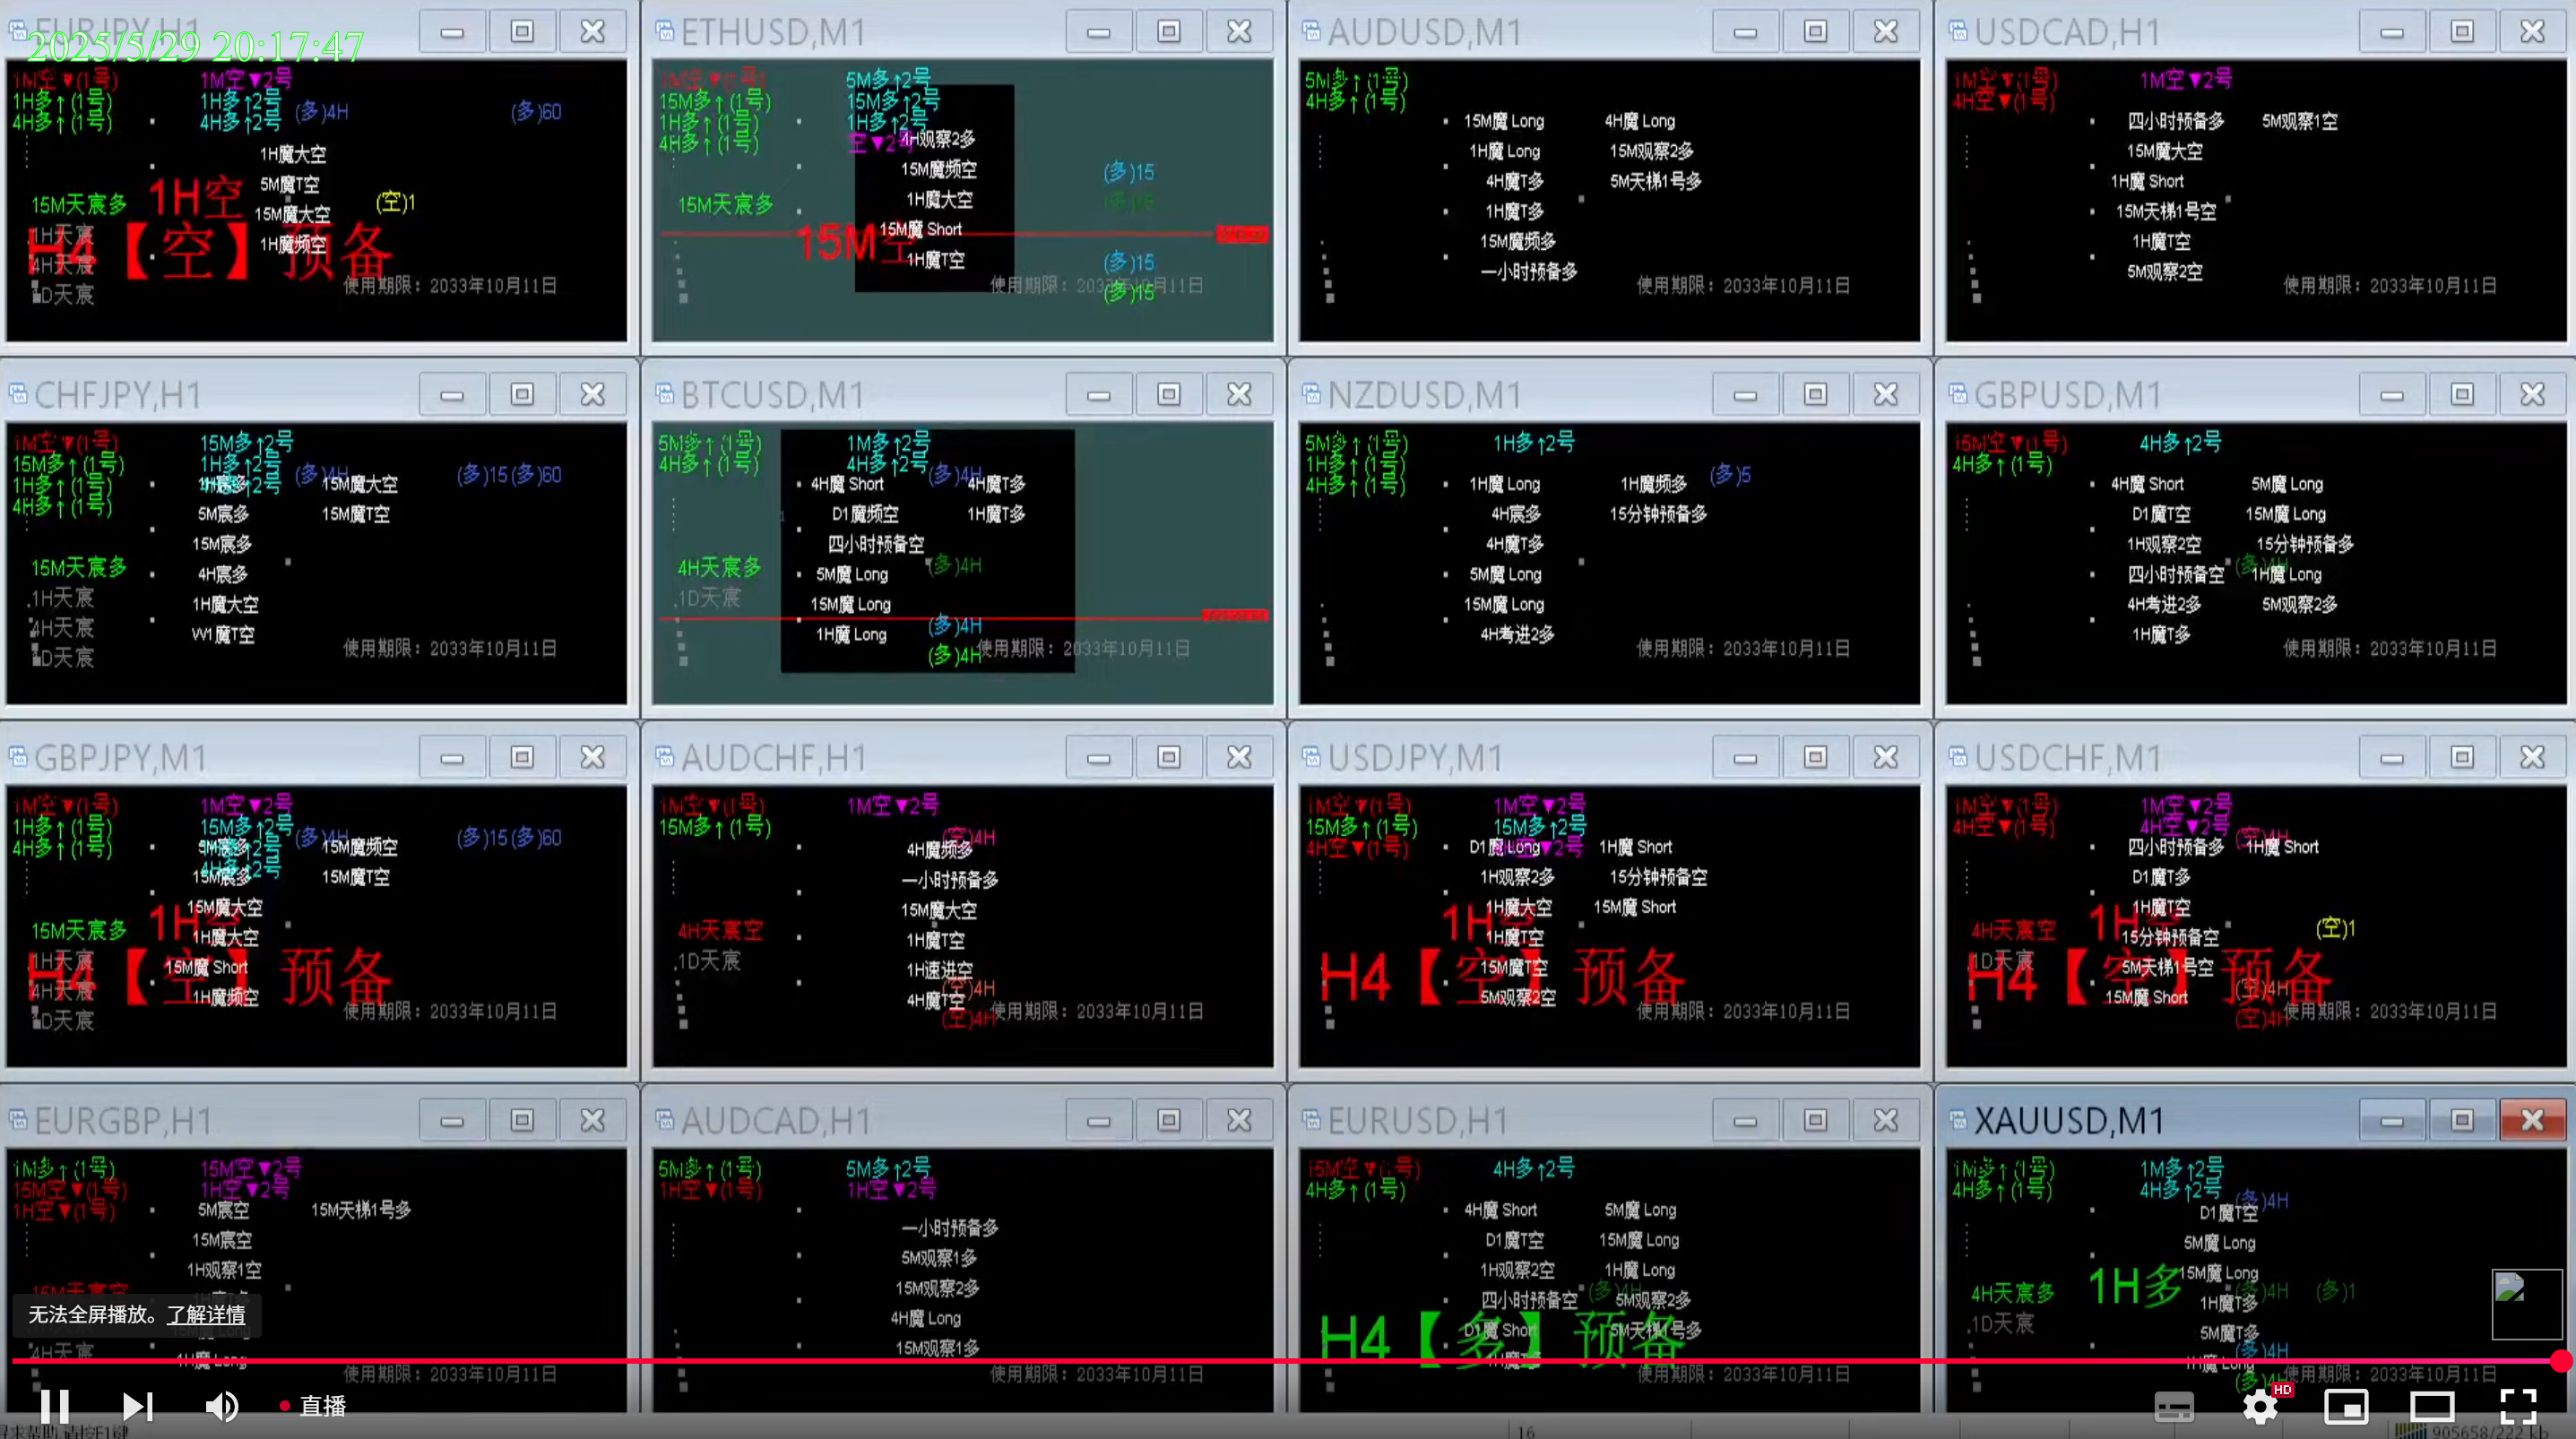 2025/5/29 20:17:47
EURJPY,H1
1M空▼(1号)
1M空▼2号
1H多↑(1号)
1H多↑2号
4H多↑(1号)
4H多↑2号
(多)4H
(多)60
1H魔大空
5M魔T空
15M天宸多
1H空
15M魔大空
(空)1
.1H天宸
1H魔频空
H4【空】预备
4H天宸
1D天宸
使用期限：2033年10月11日
ETHUSD,M1
5M多↑2号
15M多↑(1号)
15M多↑2号
1H多↑(1号)
1H多↑2号
4H多↑(1号)
空▼2号
4H观察2多
15M魔频空
(多)15
1H魔大空
15M天宸多
15M魔 Short
15M空
1H魔T空
(多)15
(多)15
使用期限：2033年10月11日
AUDUSD,M1
5M多↑(1号)
4H多↑(1号)
15M魔 Long
4H魔 Long
1H魔 Long
15M观察2多
4H魔T多
5M天梯1号多
1H魔T多
15M魔频多
一小时预备多
使用期限：2033年10月11日
USDCAD,H1
1M空▼(1号)
1M空▼2号
4H空▼(1号)
四小时预备多
5M观察1空
15M魔大空
1H魔 Short
15M天梯1号空
1H魔T空
5M观察2空
使用期限：2033年10月11日
CHFJPY,H1
1M空▼(1号)
15M多↑2号
15M多↑(1号)
1H多↑2号
1H多↑(1号)
4H多↑(1号)
(多)4H
(多)15(多)60
15M魔大空
5M宸多
15M魔T空
15M宸多
4H宸多
1H魔大空
W1魔T空
15M天宸多
.1H天宸
4H天宸
1D天宸
使用期限：2033年10月11日
BTCUSD,M1
5M多↑(1号)
1M多↑2号
4H多↑(1号)
4H多↑2号
(多)4H
4H魔 Short
4H魔T多
D1魔频空
1H魔T多
四小时预备空
4H天宸多
5M魔 Long
(多)4H
.1D天宸
15M魔 Long
1H魔 Long
(多)4H
(多)4H
使用期限：2033年10月11日
NZDUSD,M1
5M多↑(1号)
1H多↑2号
1H多↑(1号)
4H多↑(1号)
1H魔 Long
1H魔频多
(多)5
4H宸多
15分钟预备多
4H魔T多
5M魔 Long
15M魔 Long
4H考进2多
使用期限：2033年10月11日
GBPUSD,M1
15M空▼(1号)
4H多↑2号
4H多↑(1号)
4H魔 Short
5M魔 Long
D1魔T空
15M魔 Long
1H观察2空
15分钟预备多
四小时预备空
1H魔 Long
4H考进2多
5M观察2多
1H魔T多
使用期限：2033年10月11日
GBPJPY,M1
1M空▼(1号)
1M空▼2号
1H多↑(1号)
15M多↑2号
4H多↑(1号)
(多)4H
(多)15(多)60
5M宸多
15M魔频空
15M宸多
15M魔T空
15M魔大空
15M天宸多
1H空
1H魔大空
.1H天宸
15M魔 Short
H4【空】预备
4H天宸
1H魔频空
1D天宸
使用期限：2033年10月11日
AUDCHF,H1
1M空▼(1号)
1M空▼2号
15M多↑(1号)
(空)4H
4H魔频多
一小时预备多
15M魔大空
4H天宸空
1H魔T空
.1D天宸
1H速进空
(空)4H
4H魔T空
(空)4H
使用期限：2033年10月11日
USDJPY,M1
1M空▼(1号)
1M空▼2号
15M多↑(1号)
15M多↑2号
4H空▼(1号)
D1魔 Long
1H魔 Short
1H观察2多
15分钟预备空
1H魔大空
15M魔 Short
1H空
1H魔T空
15M魔T空
H4【空】预备
5M观察2空
使用期限：2033年10月11日
USDCHF,M1
1M空▼(1号)
1M空▼2号
4H空▼(1号)
4H空▼2号
(空)4H
四小时预备多
1H魔 Short
D1魔T多
1H魔T空
4H天宸空
1H空
15分钟预备空
(空)1
.1D天宸
5M天梯1号空
H4【空】预备
15M魔 Short
(空)4H
(空)4H
使用期限：2033年10月11日
EURGBP,H1
1M多↑(1号)
15M空▼2号
15M空▼(1号)
1H空▼2号
1H空▼(1号)
5M宸空
15M天梯1号多
15M宸空
1H观察1空
15M天宸空
无法全屏播放。了解详情
4H天宸
4H魔 Long
使用期限：2033年10月11日
AUDCAD,H1
5M多↑(1号)
5M多↑2号
1H空▼(1号)
1H空▼2号
一小时预备多
5M观察1多
15M观察2多
4H魔 Long
15M观察1多
使用期限：2033年10月11日
EURUSD,H1
15M空▼(1号)
4H多↑2号
4H多↑(1号)
4H魔 Short
5M魔 Long
D1魔T空
15M魔 Long
1H观察2空
1H魔 Long
四小时预备空
5M观察2多
D1魔 Short
5M天梯1号多
H4【多】预备
使用期限：2033年10月11日
XAUUSD,M1
1M多↑(1号)
1M多↑2号
4H多↑(1号)
4H多↑2号
(多)4H
D1魔T空
5M魔 Long
15M魔 Long
4H天宸多
1H多
1H魔T多
(多)4H
(多)1
.1D天宸
5M魔T多
(多)4H
1H魔 Long
使用期限：2033年10月11日
直播
HD
16
905658/222 kb